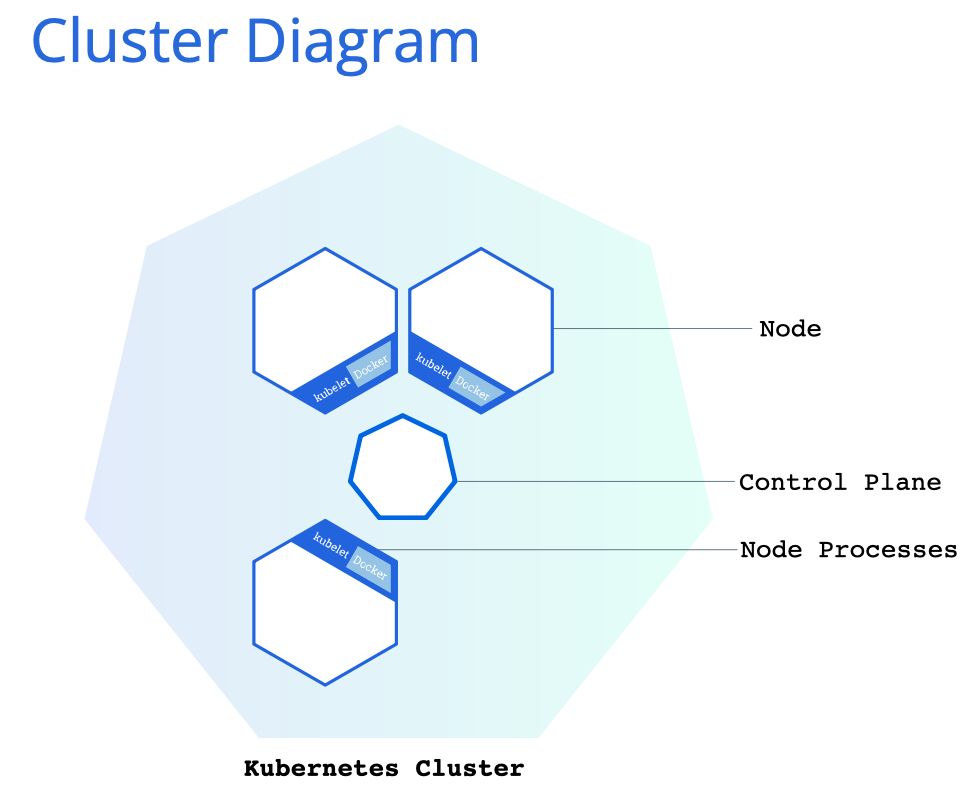 Cluster Diagram
kubelet
Docker
kubelet
Docker
Node
Control Plane
kubelet
Docker
Node Processes
Kubernetes Cluster